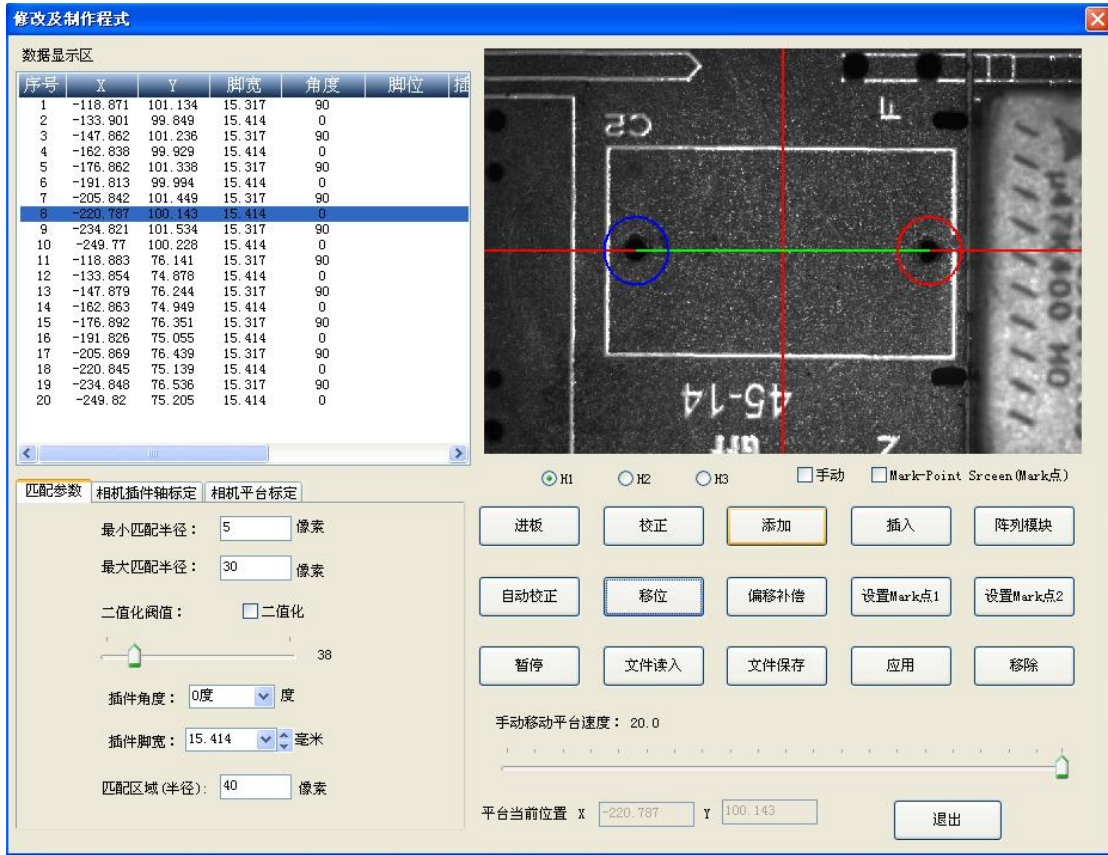 修改及制作程式
数据显示区
序号 X Y 脚宽 角度 脚位 插
1 -118.871 101.134 15.317 90
2 -133.901 99.849 15.414 0
3 -147.862 101.236 15.317 90
4 -162.838 99.929 15.414 0
5 -176.862 101.338 15.317 90
6 -191.813 99.994 15.414 0
7 -205.842 101.449 15.317 90
8 -220.787 100.143 15.414 0
9 -234.821 101.534 15.317 90
10 -249.77 100.228 15.414 0
11 -118.883 76.141 15.317 90
12 -133.854 74.878 15.414 0
13 -147.879 76.244 15.317 90
14 -162.863 74.949 15.414 0
15 -176.892 76.351 15.317 90
16 -191.826 75.055 15.414 0
17 -205.869 76.439 15.317 90
18 -220.845 75.139 15.414 0
19 -234.848 76.536 15.317 90
20 -249.82 75.205 15.414 0
C2
45-14
μ47K400 H0
H1 H2 H3 手动 Mark-Point Srceen(Mark点)
匹配参数 相机插件轴标定 相机平台标定
最小匹配半径： 5 像素
最大匹配半径： 30 像素
二值化阀值： 二值化
38
插件角度： 0度 度
插件脚宽： 15.414 毫米
匹配区域(半径): 40 像素
进板 校正 添加 插入 阵列模块
自动校正 移位 偏移补偿 设置Mark点1 设置Mark点2
暂停 文件读入 文件保存 应用 移除
手动移动平台速度： 20.0
平台当前位置 X -220.787 Y 100.143
退出